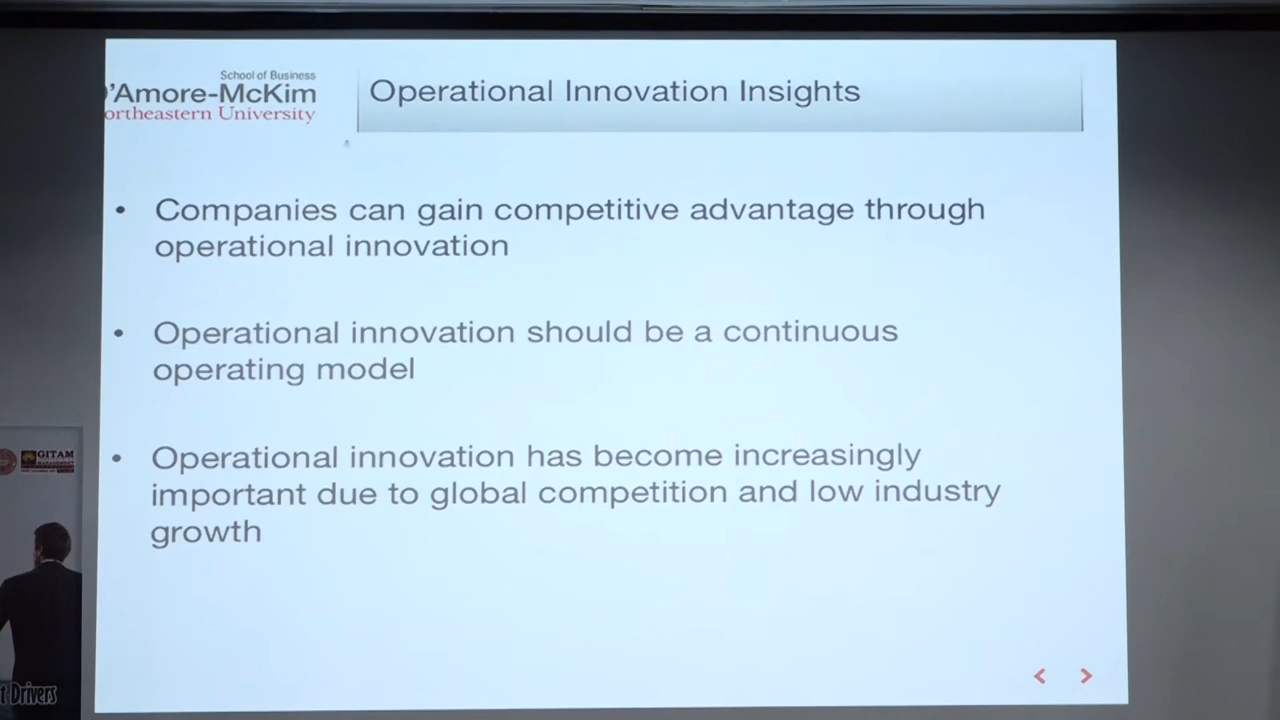 School of Business
'Amore-McKim
ortheastern University
Operational Innovation Insights
• Companies can gain competitive advantage through
operational innovation
• Operational innovation should be a continuous
operating model
• Operational innovation has become increasingly
important due to global competition and low industry
growth
GITAM
t Drivers
< >